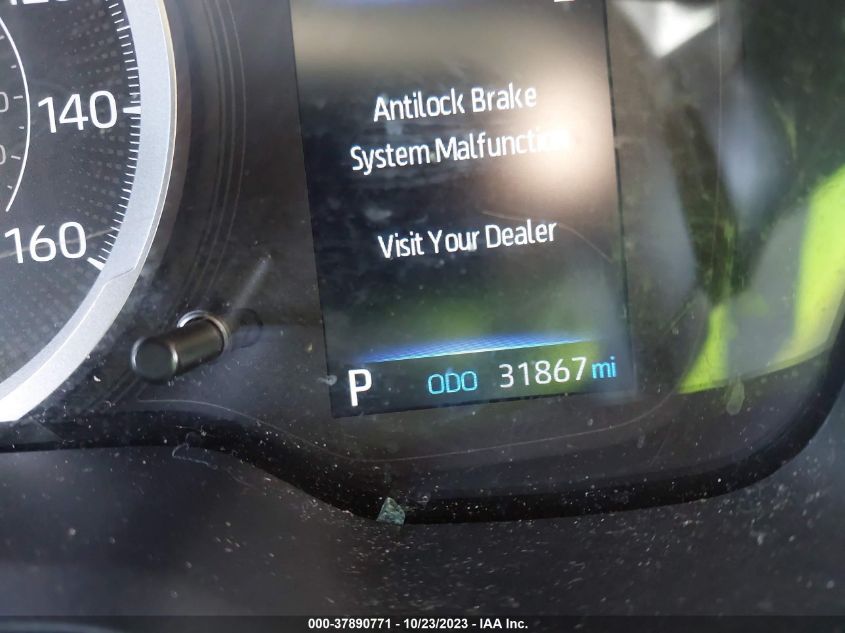 140
160
Antilock Brake
System Malfunction
Visit Your Dealer
P ODO 31867 mi
000-37890771 - 10/23/2023 - IAA Inc.